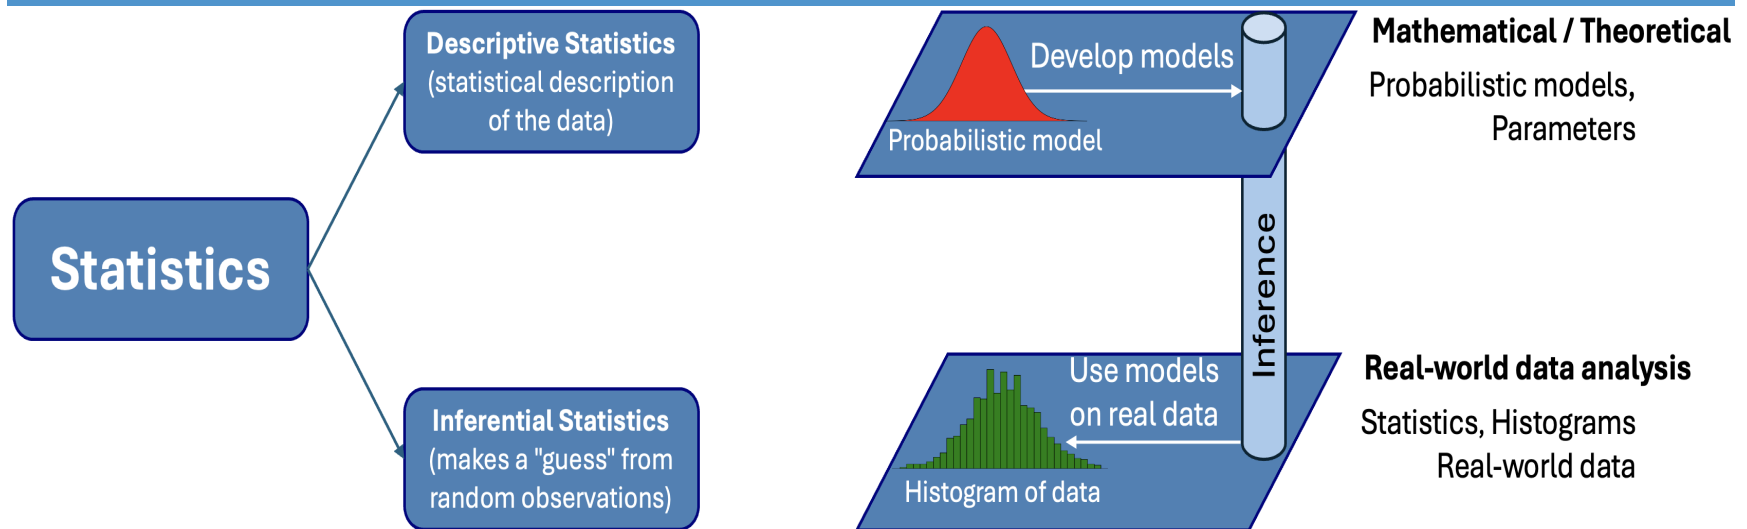 Statistics
Descriptive Statistics
(statistical description
of the data)
Inferential Statistics
(makes a "guess" from
random observations)
Develop models
Probabilistic model
Inference
Use models
on real data
Histogram of data
Mathematical / Theoretical
Probabilistic models,
Parameters
Real-world data analysis
Statistics, Histograms
Real-world data